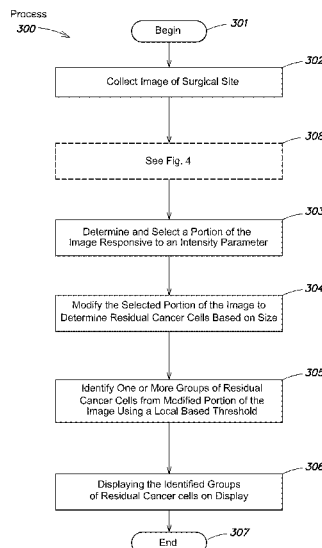 Process
300
Begin
301
302
Collect Image of Surgical Site
308
See Fig. 4
303
Determine and Select a Portion of the
Image Responsive to an Intensity Parameter
304
Modify the Selected Portion of the Image to
Determine Residual Cancer Cells Based on Size
305
Identify One or More Groups of Residual
Cancer Cells from Modified Portion of the
Image Using a Local Based Threshold
306
Displaying the Identified Groups
of Residual Cancer cells on Display
End
307